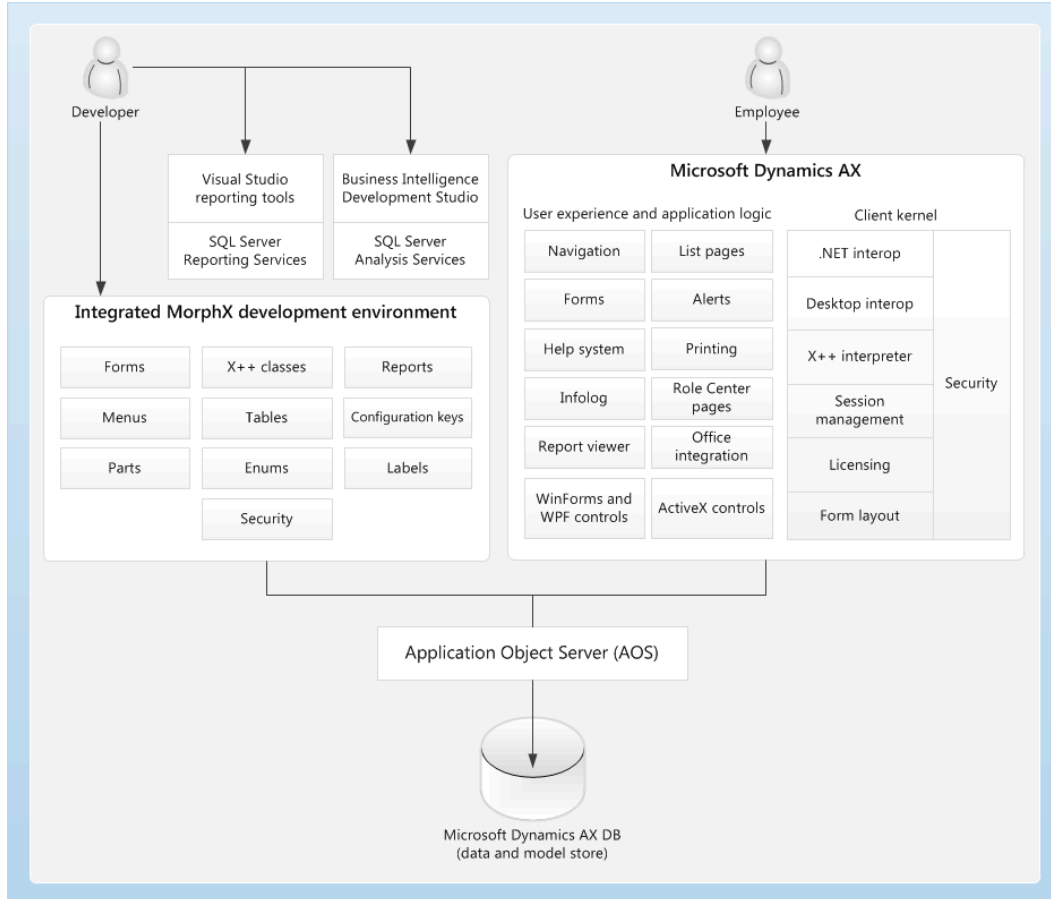 Developer
Employee
Visual Studio
reporting tools
SQL Server
Reporting Services
Business Intelligence
Development Studio
SQL Server
Analysis Services
Integrated MorphX development environment
Forms
X++ classes
Reports
Menus
Tables
Configuration keys
Parts
Enums
Labels
Security
Microsoft Dynamics AX
User experience and application logic
Navigation
List pages
Forms
Alerts
Help system
Printing
Infolog
Role Center
pages
Report viewer
Office
integration
WinForms and
WPF controls
ActiveX controls
Client kernel
.NET interop
Desktop interop
X++ interpreter
Session
management
Licensing
Form layout
Security
Application Object Server (AOS)
Microsoft Dynamics AX DB
(data and model store)